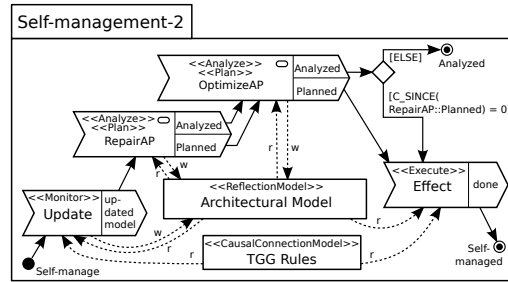 Self-management-2
<<Analyze>>
<<Plan>>
OptimizeAP
Analyzed
Planned
[ELSE]
Analyzed
[C_SINCE(
RepairAP::Planned) = 0]
<<Analyze>>
<<Plan>>
RepairAP
Analyzed
Planned
r
w
r
w
<<Monitor>>
Update
up-
dated
model
<<ReflectionModel>>
Architectural Model
<<Execute>>
Effect
done
w
r
r
<<CausalConnectionModel>>
TGG Rules
r
r
Self-manage
Self-
managed